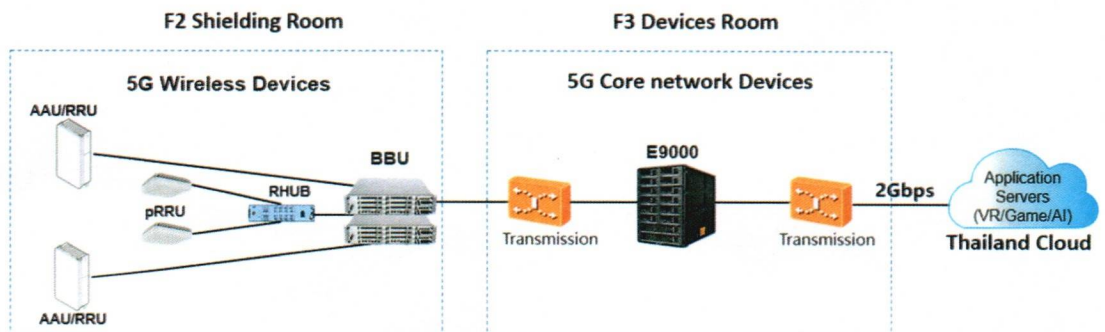 F2 Shielding Room
F3 Devices Room
5G Wireless Devices
5G Core network Devices
AAU/RRU
BBU
E9000
RHUB
pRRU
2Gbps
Application
Servers
(VR/Game/AI)
Transmission
Transmission
Thailand Cloud
AAU/RRU